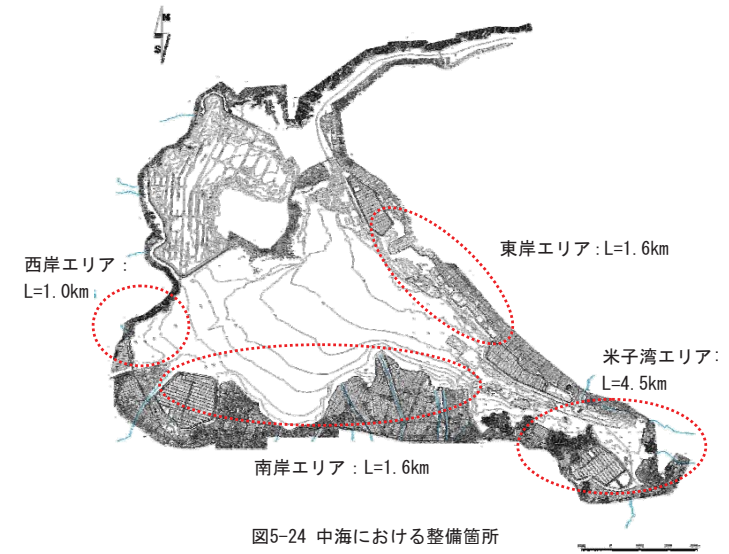 N
S
東岸エリア：L=1.6km
西岸エリア：
L=1.0km
米子湾エリア：
L=4.5km
南岸エリア：L=1.6km
図5-24 中海における整備箇所